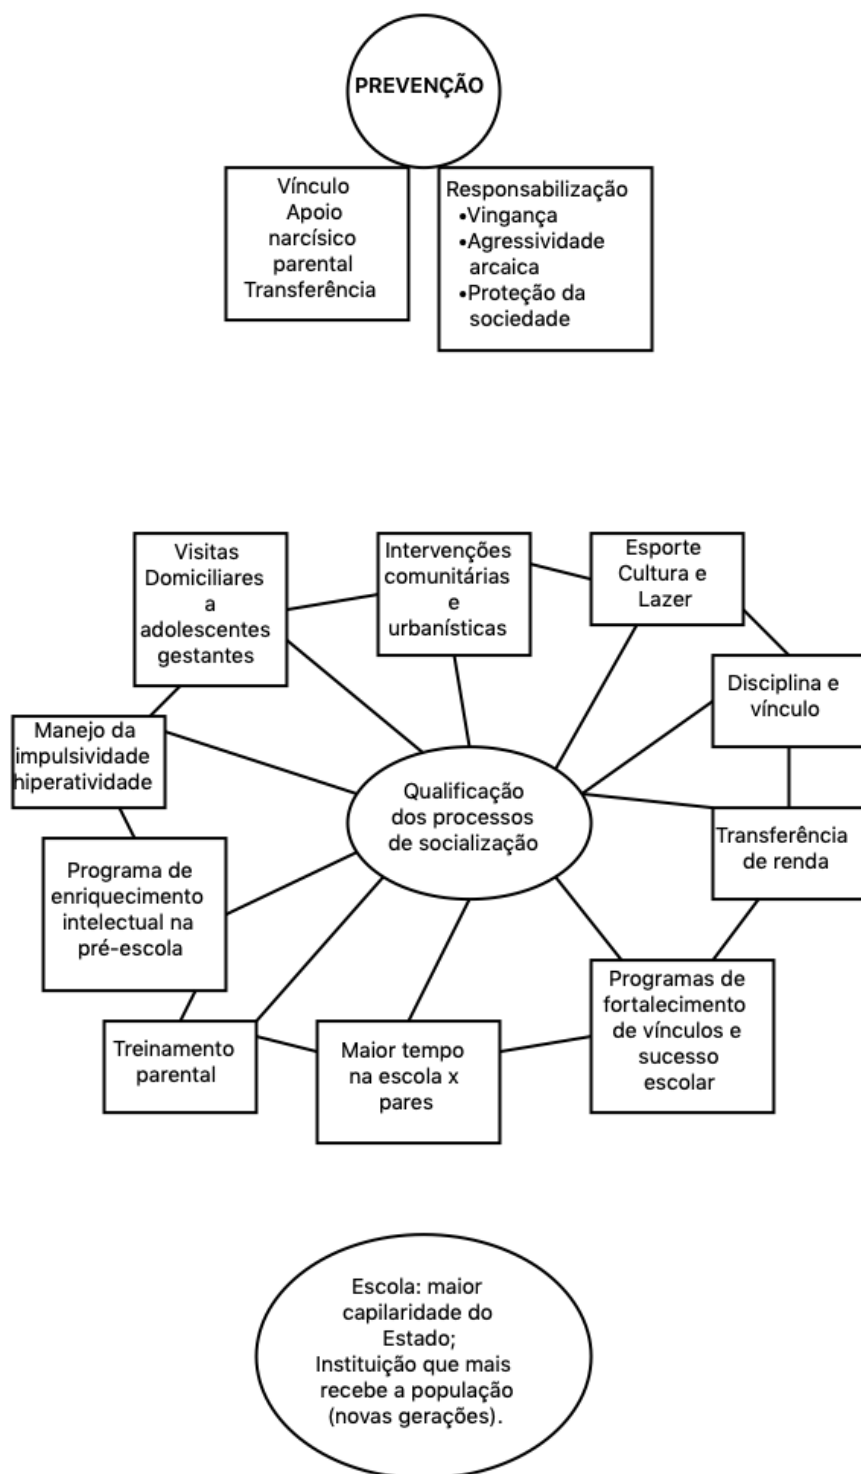 PREVENÇÃO
Vínculo
Apoio
narcísico
parental
Transferência
Responsabilização
•Vingança
•Agressividade
arcaica
•Proteção da
sociedade
Visitas
Domiciliares
a
adolescentes
gestantes
Intervenções
comunitárias
e
urbanísticas
Esporte
Cultura e
Lazer
Disciplina e
vínculo
Manejo da
impulsividade
hiperatividade
Qualificação
dos processos
de socialização
Transferência
de renda
Programa de
enriquecimento
intelectual na
pré-escola
Programas de
fortalecimento
de vínculos e
sucesso
escolar
Treinamento
parental
Maior tempo
na escola x
pares
Escola: maior
capilaridade do
Estado;
Instituição que mais
recebe a população
(novas gerações).